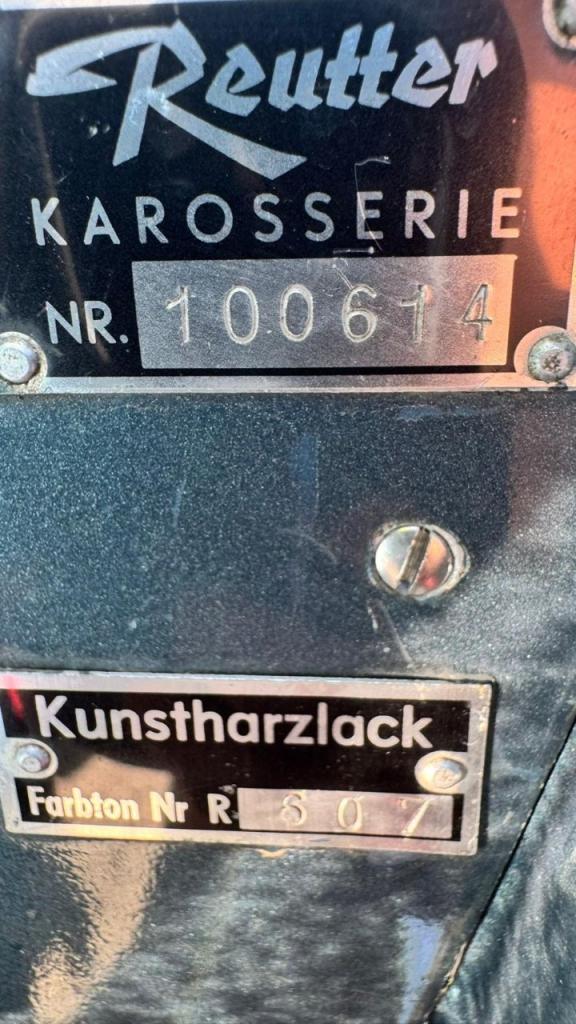 Reutter
KAROSSERIE
NR. 100614
Kunstharzlack
Farbton Nr R 607